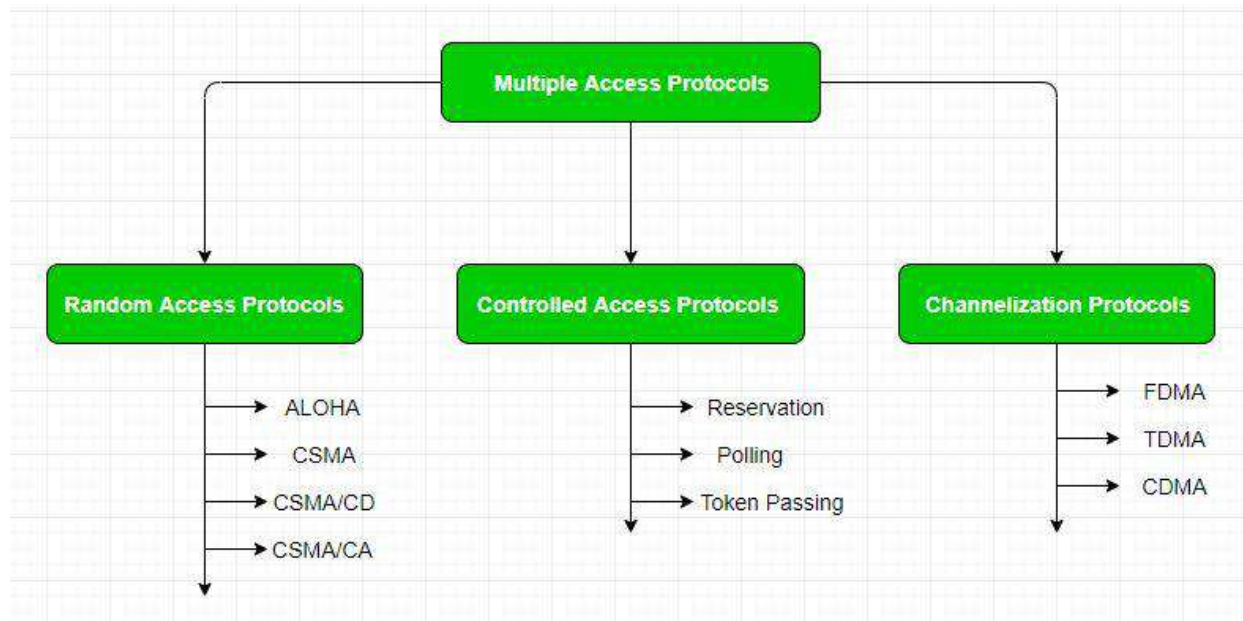 Multiple Access Protocols
Random Access Protocols
Controlled Access Protocols
Channelization Protocols
ALOHA
CSMA
CSMA/CD
CSMA/CA
Reservation
Polling
Token Passing
FDMA
TDMA
CDMA